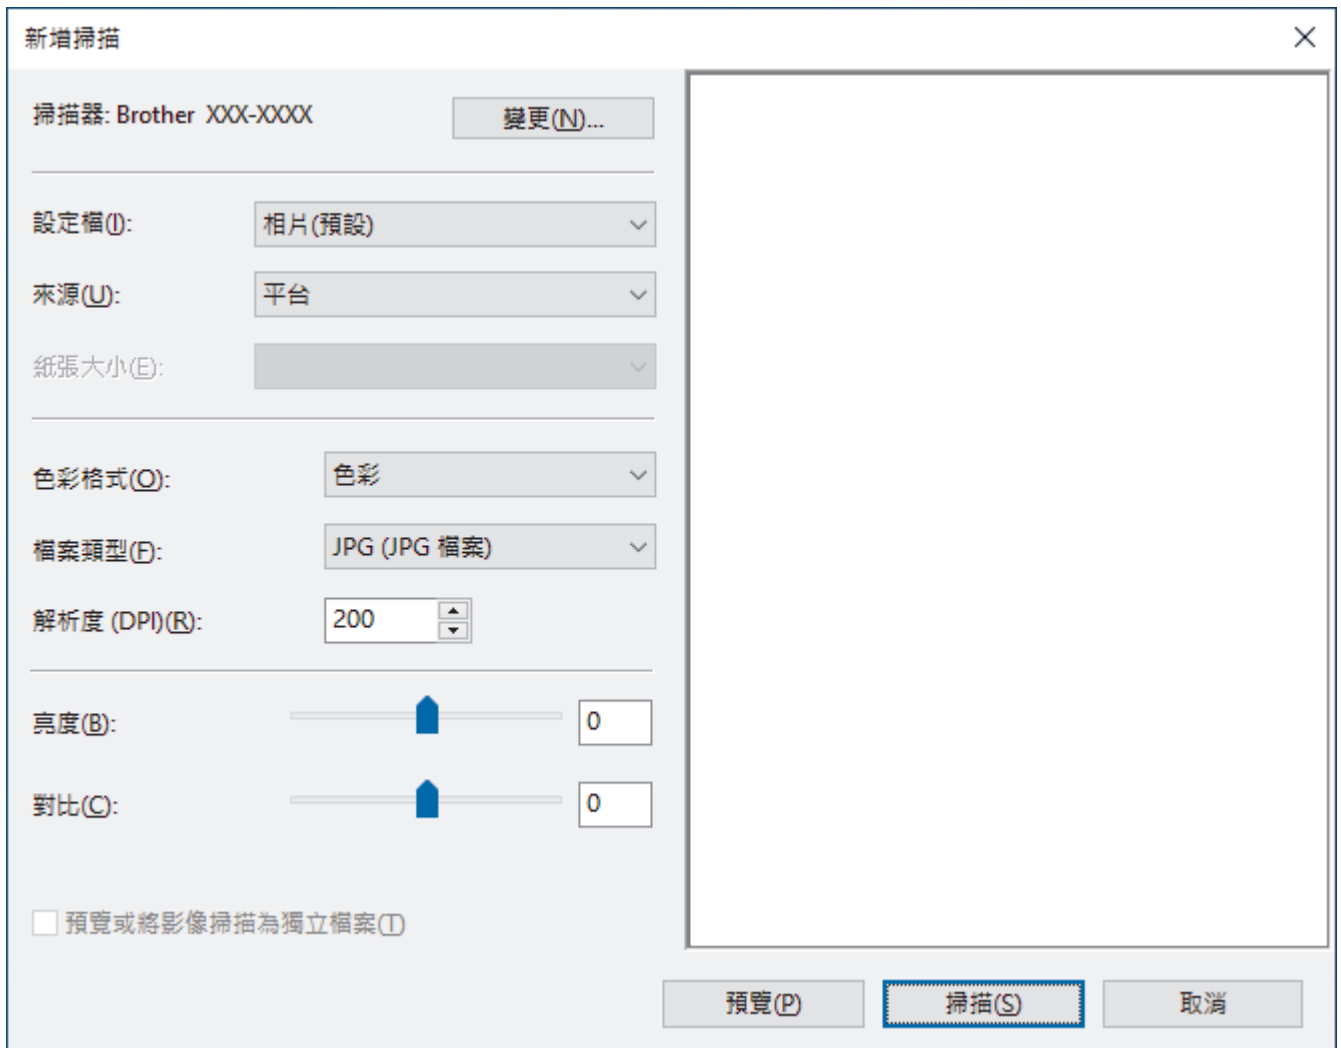 新增掃描
掃描器: Brother XXX-XXXX
變更(N)...
設定檔(I):
相片(預設)
來源(U):
平台
紙張大小(E):
色彩格式(O):
色彩
檔案類型(F):
JPG (JPG 檔案)
解析度 (DPI)(R):
200
亮度(B):
0
對比(C):
0
預覽或將影像掃描為獨立檔案(T)
預覽(P)
掃描(S)
取消